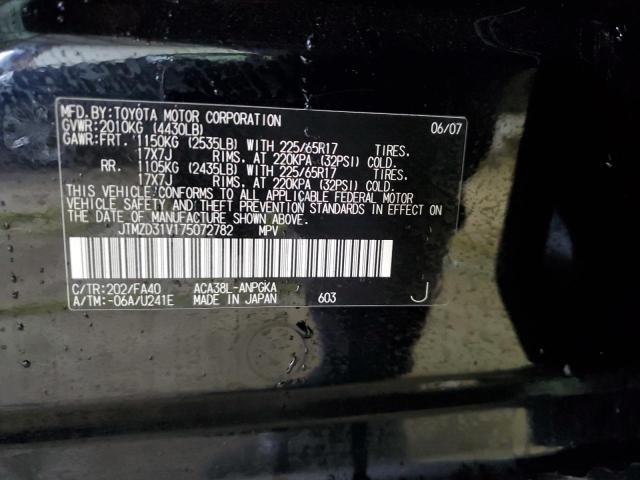 MFD.BY:TOYOTA MOTOR CORPORATION 06/07
GVWR:2010KG (4430LB)
GAWR:FRT. 1150KG (2535LB) WITH 225/65R17 TIRES.
17X7J RIMS. AT 220KPA (32PSI) COLD.
RR. 1105KG (2435LB) WITH 225/65R17 TIRES.
17X7J RIMS. AT 220KPA (32PSI) COLD.
THIS VEHICLE CONFORMS TO ALL APPLICABLE FEDERAL MOTOR
VEHICLE SAFETY AND THEFT PREVENTION STANDARDS IN EFFECT ON
THE DATE OF MANUFACTURE SHOWN ABOVE.
JTMZD31V175072782 MPV
C/TR:202/FA40 ACA38L-ANPGKA
A/TM:-06A/U241E MADE IN JAPAN 603 J